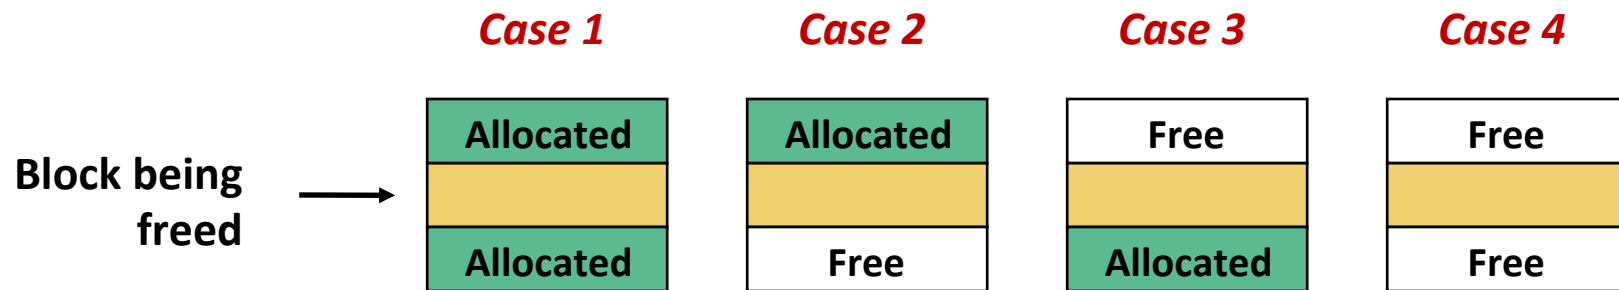 Case 1 Case 2 Case 3 Case 4
Allocated Allocated Free Free
Block being
freed
Allocated Free Allocated Free